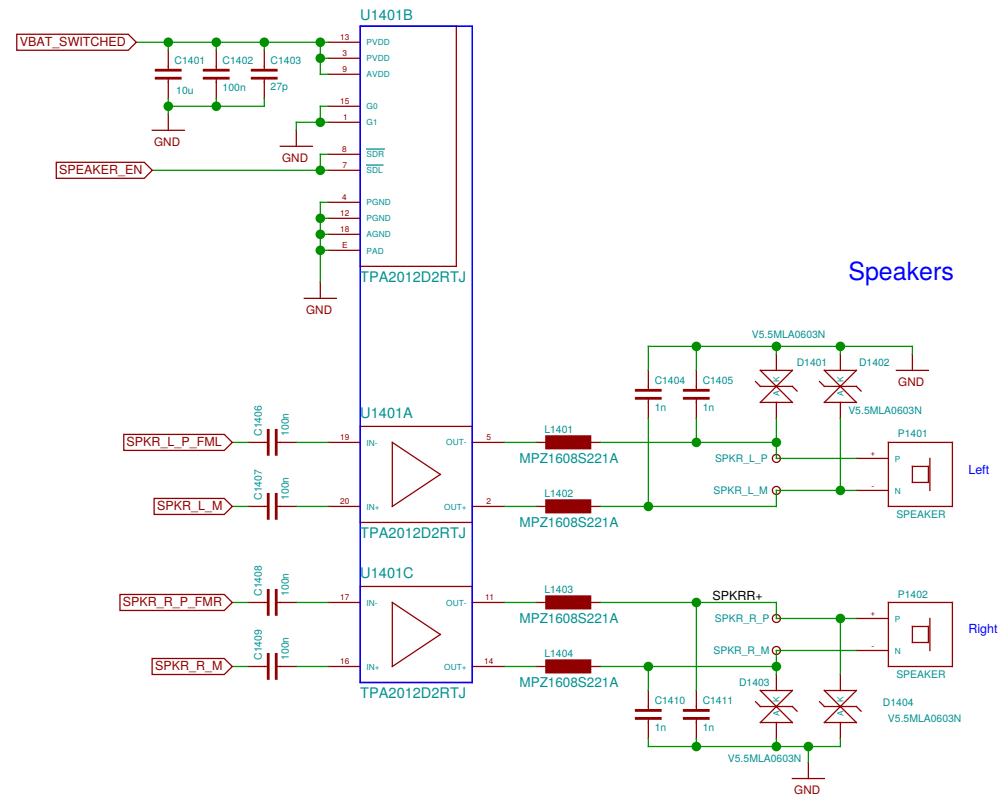 U1401B
VBAT_SWITCHED
13 PVDD
3 PVDD
9 AVDD
C1401
10u
C1402
100n
C1403
27p
15 G0
1 G1
GND
GND
8 SDR
7 SDL
SPEAKER_EN
4 PGND
12 PGND
18 AGND
E PAD
TPA2012D2RTJ
GND
Speakers
V5.5MLA0603N
D1401
D1402
C1404
1n
C1405
1n
A K
A K
GND
V5.5MLA0603N
U1401A
C1406
100n
SPKR_L_P_FML
19 IN-
OUT- 5
L1401
MPZ1608S221A
SPKR_L_P
P1401
+ P
- N
SPEAKER
Left
C1407
100n
SPKR_L_M
20 IN+
OUT+ 2
L1402
MPZ1608S221A
SPKR_L_M
TPA2012D2RTJ
U1401C
C1408
100n
SPKR_R_P_FMR
17 IN-
OUT- 11
L1403
MPZ1608S221A
SPKRR+
SPKR_R_P
P1402
+ P
- N
SPEAKER
Right
C1409
100n
SPKR_R_M
16 IN+
OUT+ 14
L1404
MPZ1608S221A
SPKR_R_M
TPA2012D2RTJ
C1410
1n
C1411
1n
D1403
A K
A K
D1404
V5.5MLA0603N
V5.5MLA0603N
GND